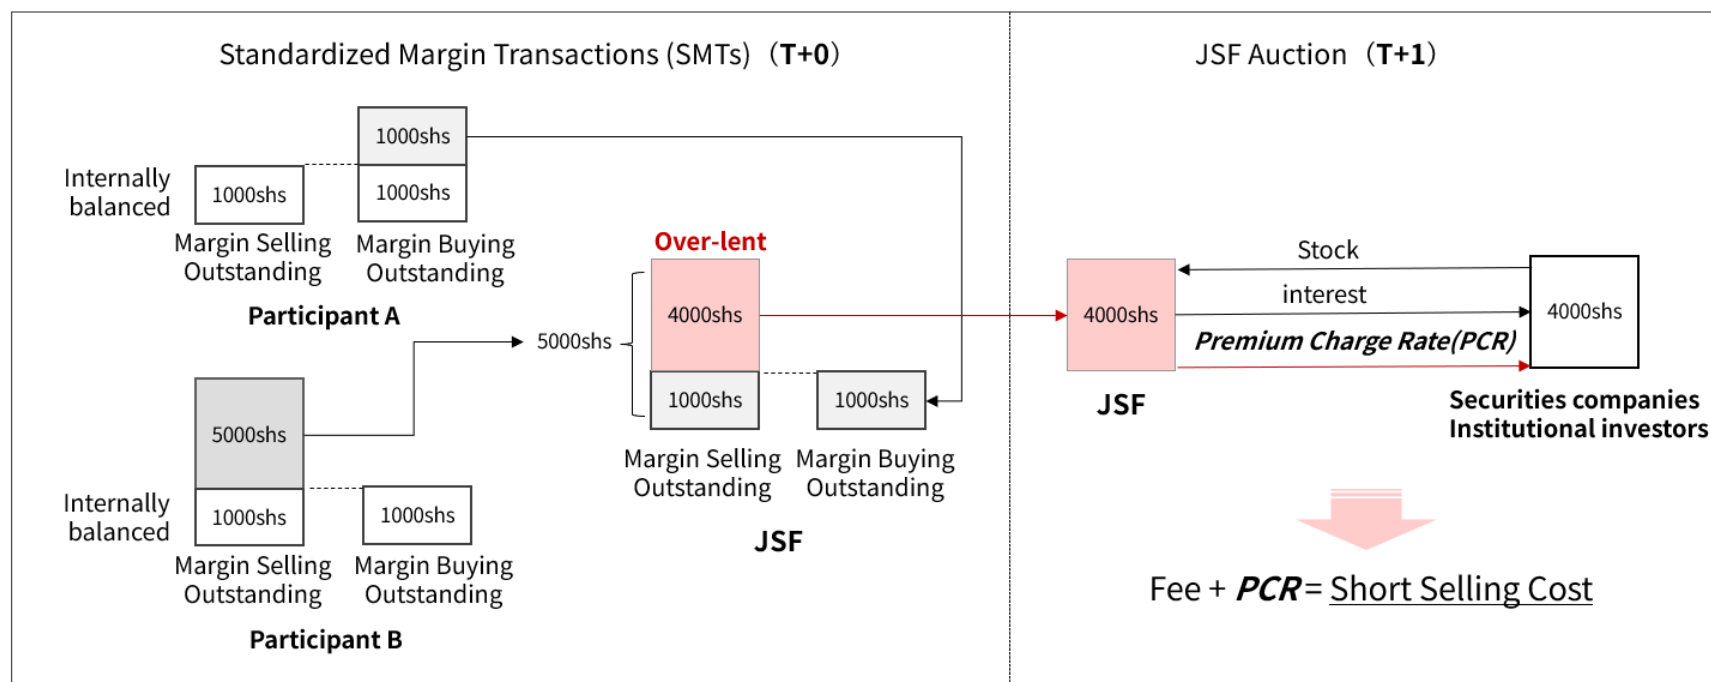 Standardized Margin Transactions (SMTs)（T+0）
1000shs
Internally
balanced
1000shs
1000shs
Margin Selling
Outstanding
Margin Buying
Outstanding
Participant A
5000shs
Internally
balanced
1000shs
1000shs
Margin Selling
Outstanding
Margin Buying
Outstanding
Participant B
Over-lent
5000shs
4000shs
1000shs
1000shs
Margin Selling
Outstanding
Margin Buying
Outstanding
JSF
JSF Auction（T+1）
4000shs
JSF
Stock
interest
Premium Charge Rate(PCR)
4000shs
Securities companies
Institutional investors
Fee + PCR = Short Selling Cost